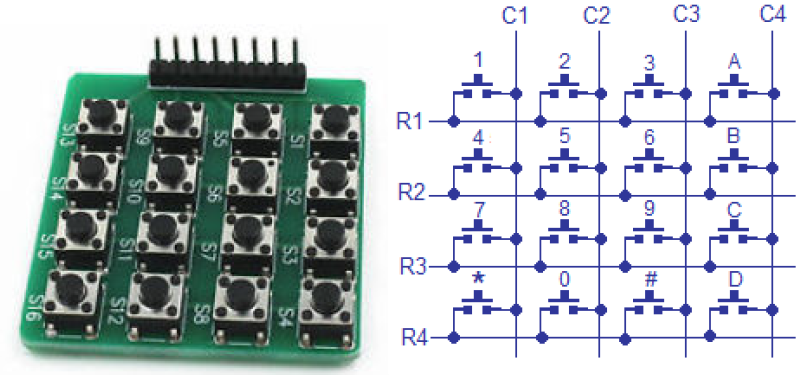 S13 S9 S5 S1
S14 S10 S6 S2
S15 S11 S7 S3
S16 S12 S8 S4
C1 C2 C3 C4
1 2 3 A
R1
4 5 6 B
R2
7 8 9 C
R3
* 0 # D
R4